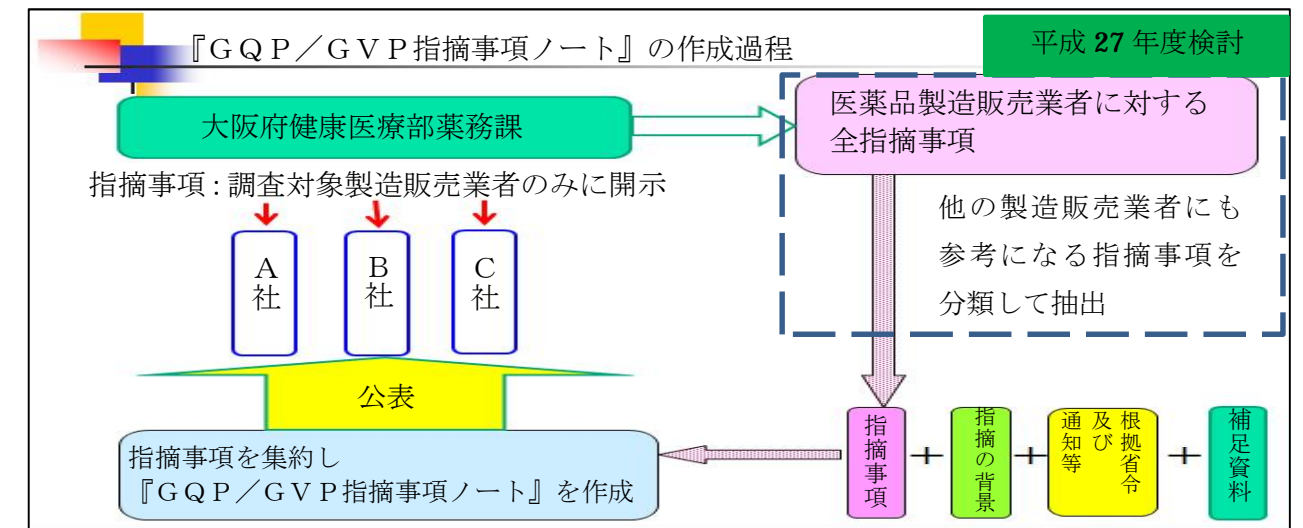 『ＧＱＰ／ＧＶＰ指摘事項ノート』の作成過程
平成27年度検討
大阪府健康医療部薬務課
医薬品製造販売業者に対する
全指摘事項
指摘事項:調査対象製造販売業者のみに開示
Ａ社
Ｂ社
Ｃ社
他の製造販売業者にも
参考になる指摘事項を
分類して抽出
公表
指摘事項を集約し
『ＧＱＰ／ＧＶＰ指摘事項ノート』を作成
指摘事項
＋
指摘の背景
＋
根拠省令
及び
通知等
＋
補足資料